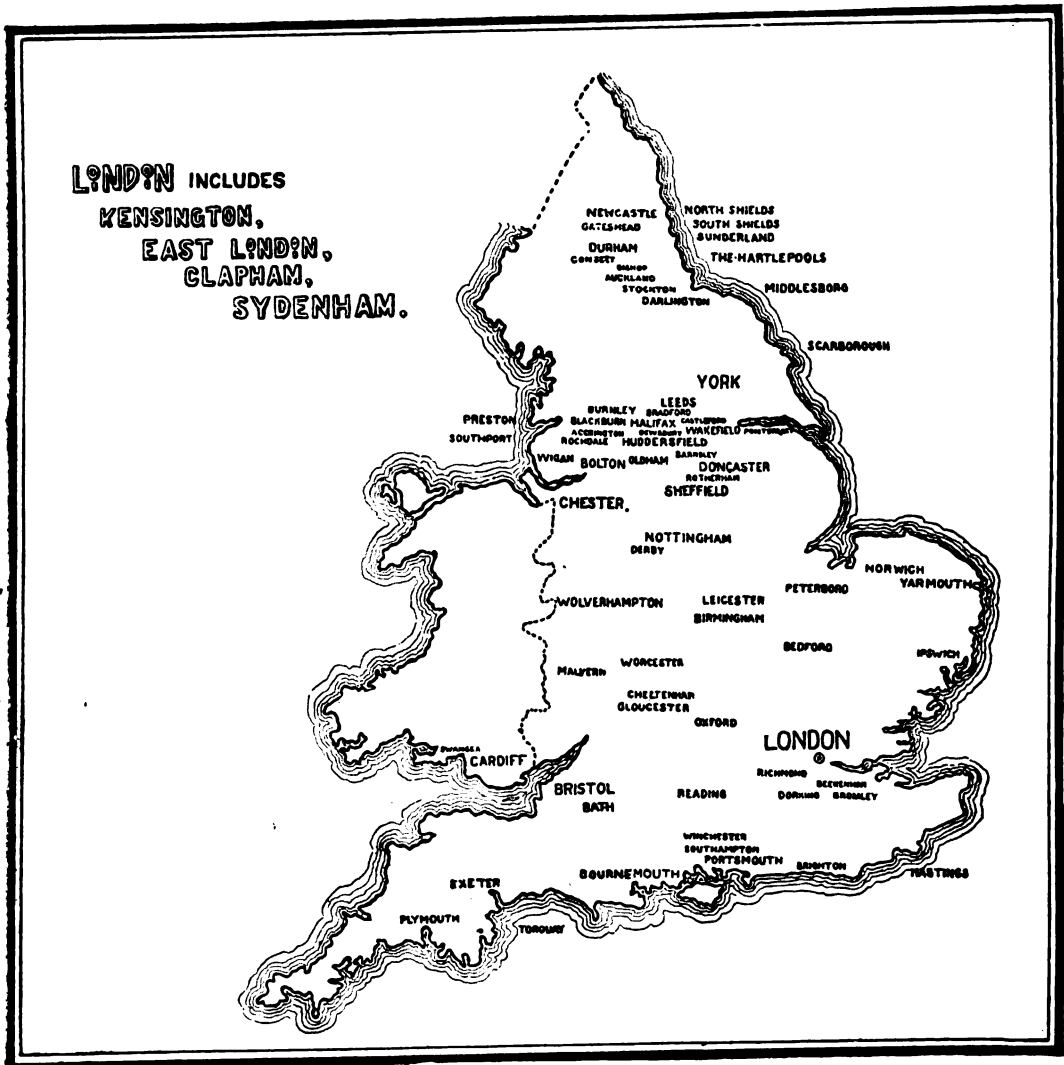 LONDON INCLUDES
KENSINGTON,
EAST LONDON,
CLAPHAM,
SYDENHAM.
NEWCASTLE
NORTH SHIELDS
GATESHEAD
SOUTH SHIELDS
SUNDERLAND
DURHAM
CONSETT
THE·HARTLEPOOLS
BISHOP
AUCKLAND
STOCKTON
MIDDLESBORO
DARLINGTON
SCARBOROUGH
YORK
LEEDS
BURNLEY
BRADFORD
PRESTON
BLACKBURN
HALIFAX
CASTLEFORD
ACCRINGTON
DEWSBURY
WAKEFIELD
SOUTHPORT
ROCHDALE
HUDDERSFIELD
WIGAN
BOLTON
OLDHAM
BARNSLEY
DONCASTER
ROTHERHAM
SHEFFIELD
CHESTER.
NOTTINGHAM
DERBY
NORWICH
YARMOUTH
PETERBORO
WOLVERHAMPTON
LEICESTER
BIRMINGHAM
BEDFORD
IPSWICH
MALVERN
WORCESTER
CHELTENHAM
GLOUCESTER
OXFORD
LONDON
SWANSEA
CARDIFF
RICHMOND
BRISTOL
READING
DORKING
BROMLEY
BATH
WINCHESTER
SOUTHAMPTON
PORTSMOUTH
BRIGHTON
HASTINGS
BOURNEMOUTH
EXETER
PLYMOUTH
TORQUAY